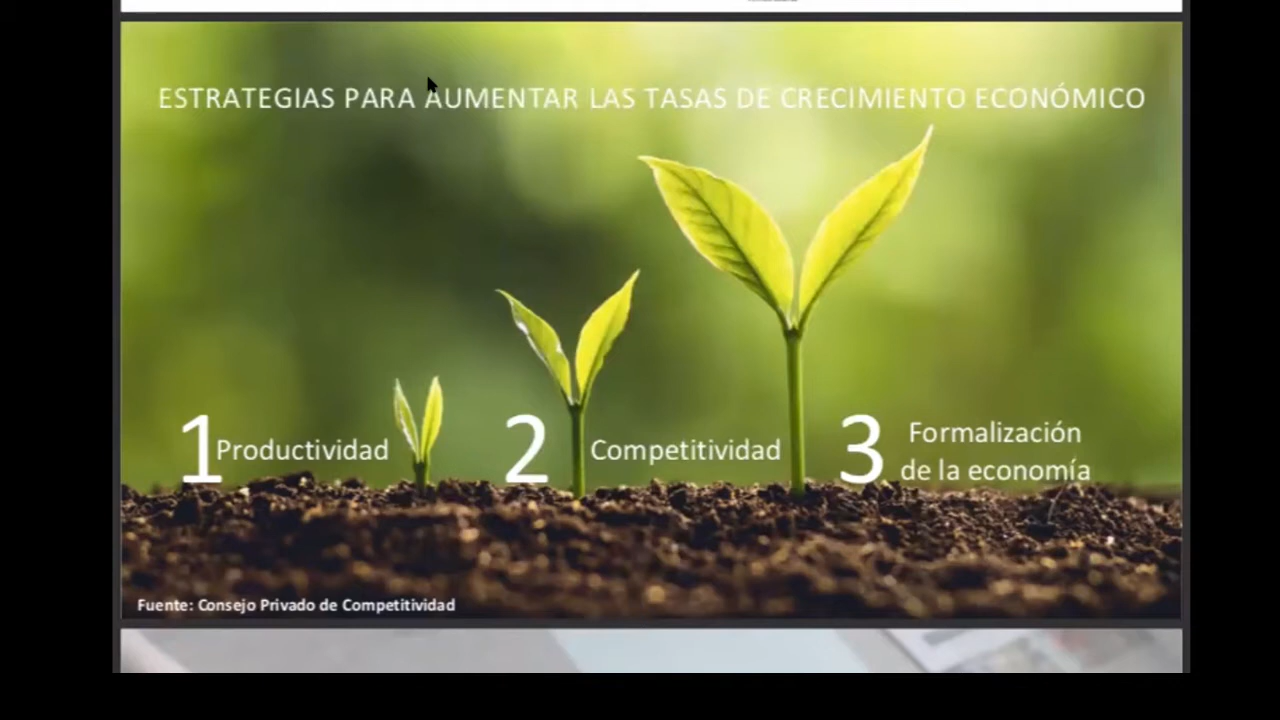 ESTRATEGIAS PARA AUMENTAR LAS TASAS DE CRECIMIENTO ECONÓMICO
1 Productividad
2 Competitividad
3 Formalización
de la economía
Fuente: Consejo Privado de Competitividad